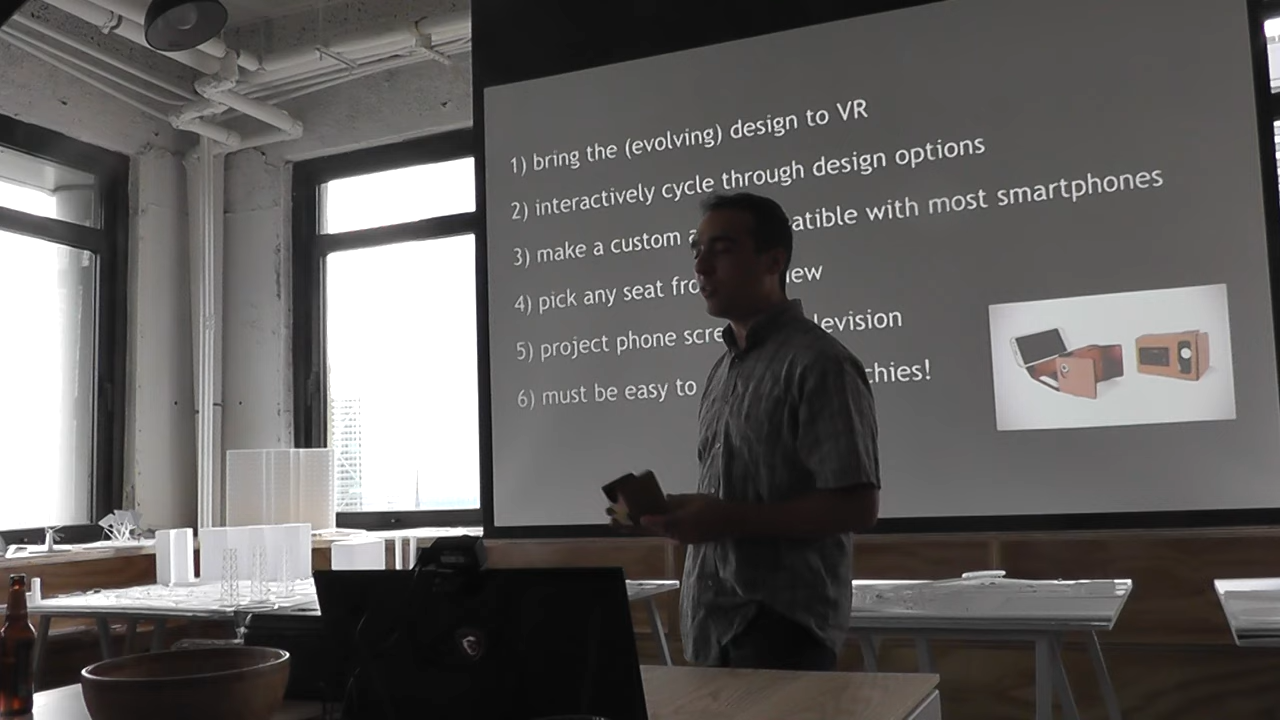 1) bring the (evolving) design to VR
2) interactively cycle through design options
3) make a custom a atible with most smartphones
4) pick any seat fro iew
5) project phone scre levision
6) must be easy to chies!